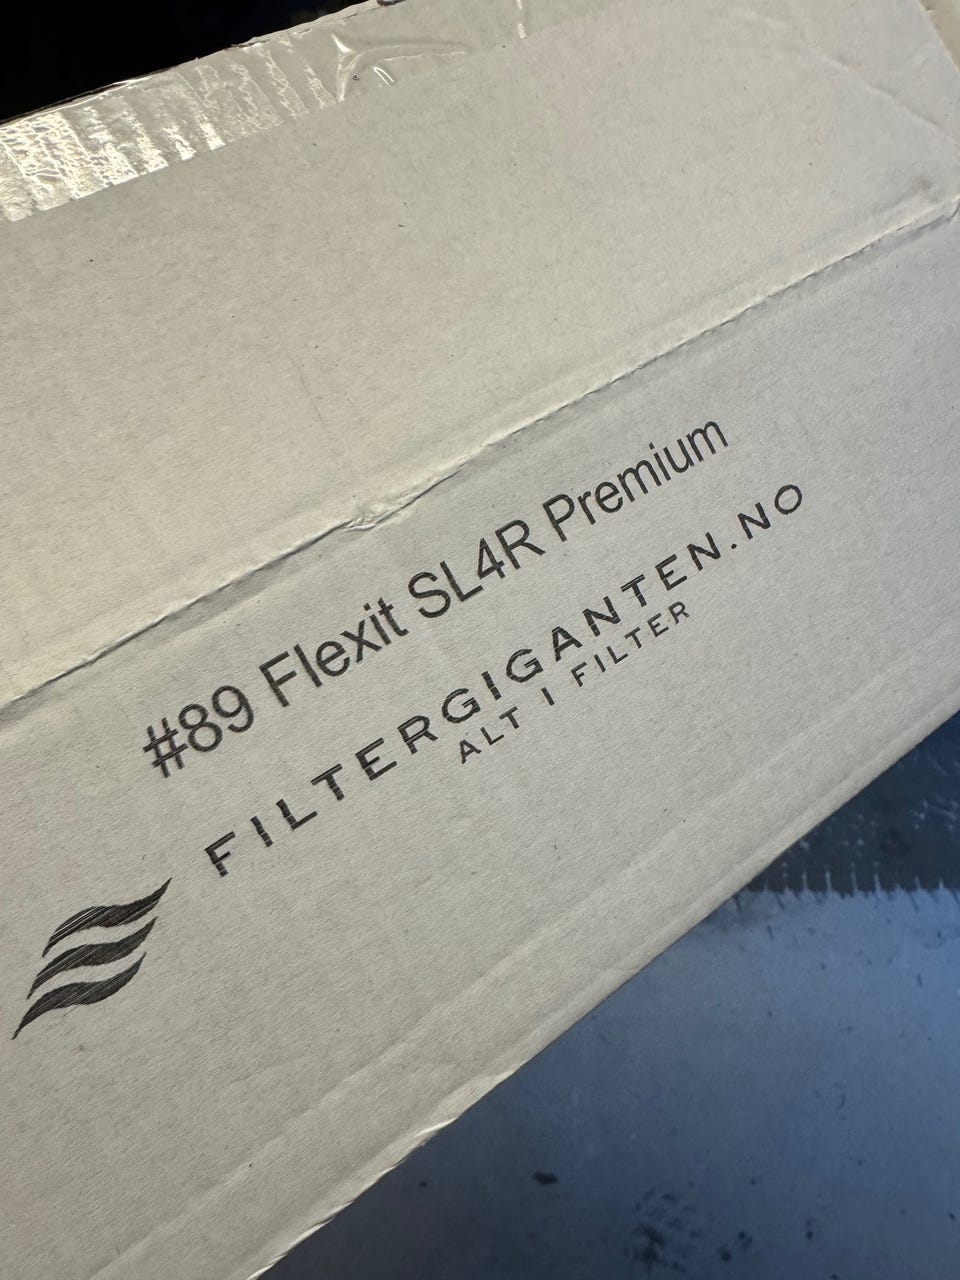 #89 Flexit SL4R Premium
FILTERGIGANTEN.NO
ALT I FILTER